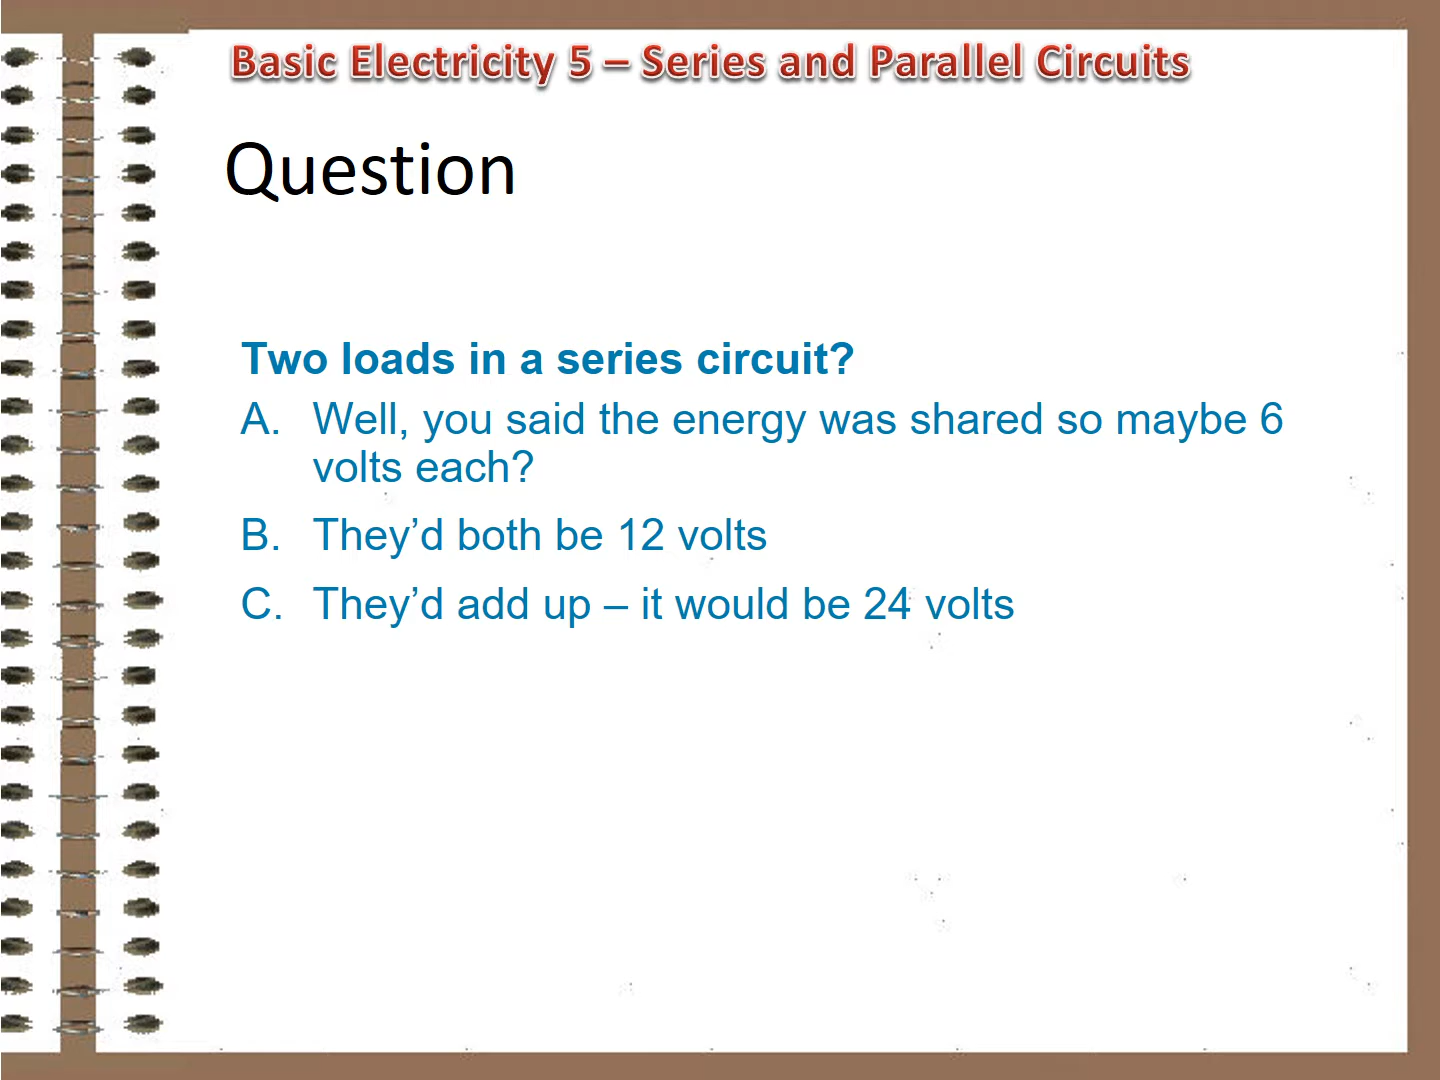 Basic Electricity 5 – Series and Parallel Circuits
Question
Two loads in a series circuit?
A. Well, you said the energy was shared so maybe 6
volts each?
B. They’d both be 12 volts
C. They’d add up – it would be 24 volts